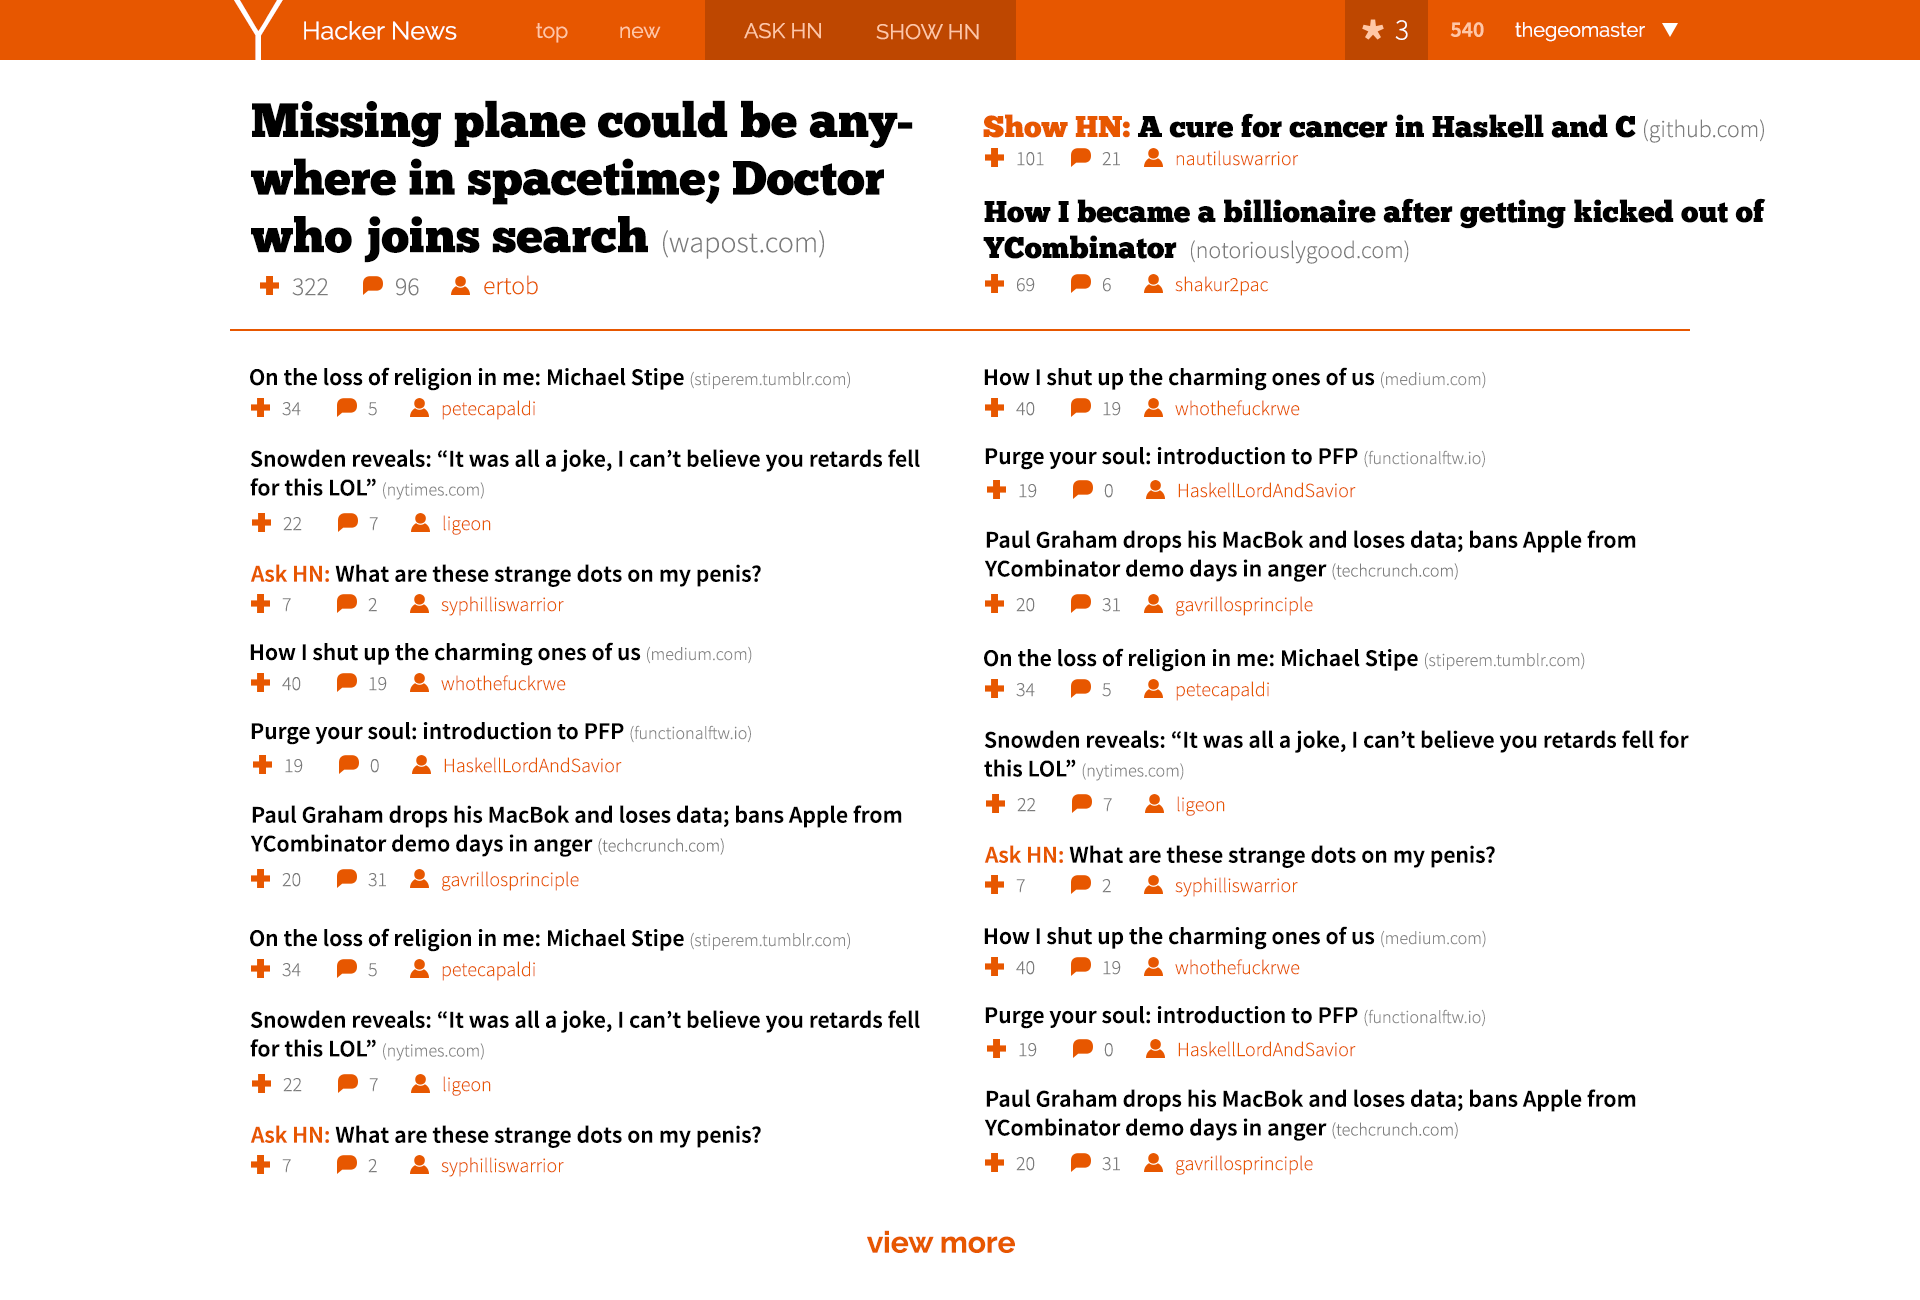 Y Hacker News top new ASK HN SHOW HN 3 540 thegeomaster
Missing plane could be any-
where in spacetime; Doctor
who joins search (wapost.com)
322 96 ertob
Show HN: A cure for cancer in Haskell and C (github.com)
101 21 nautiluswarrior
How I became a billionaire after getting kicked out of
YCombinator (notoriouslygood.com)
69 6 shakur2pac
On the loss of religion in me: Michael Stipe (stiperem.tumblr.com)
34 5 petecapaldi
Snowden reveals: “It was all a joke, I can’t believe you retards fell
for this LOL” (nytimes.com)
22 7 ligeon
Ask HN: What are these strange dots on my penis?
7 2 syphilliswarrior
How I shut up the charming ones of us (medium.com)
40 19 whothefuckrwe
Purge your soul: introduction to PFP (functionalftw.io)
19 0 HaskellLordAndSavior
Paul Graham drops his MacBok and loses data; bans Apple from
YCombinator demo days in anger (techcrunch.com)
20 31 gavrillosprinciple
On the loss of religion in me: Michael Stipe (stiperem.tumblr.com)
34 5 petecapaldi
Snowden reveals: “It was all a joke, I can’t believe you retards fell
for this LOL” (nytimes.com)
22 7 ligeon
Ask HN: What are these strange dots on my penis?
7 2 syphilliswarrior
How I shut up the charming ones of us (medium.com)
40 19 whothefuckrwe
Purge your soul: introduction to PFP (functionalftw.io)
19 0 HaskellLordAndSavior
Paul Graham drops his MacBok and loses data; bans Apple from
YCombinator demo days in anger (techcrunch.com)
20 31 gavrillosprinciple
On the loss of religion in me: Michael Stipe (stiperem.tumblr.com)
34 5 petecapaldi
Snowden reveals: “It was all a joke, I can’t believe you retards fell for
this LOL” (nytimes.com)
22 7 ligeon
Ask HN: What are these strange dots on my penis?
7 2 syphilliswarrior
How I shut up the charming ones of us (medium.com)
40 19 whothefuckrwe
Purge your soul: introduction to PFP (functionalftw.io)
19 0 HaskellLordAndSavior
Paul Graham drops his MacBok and loses data; bans Apple from
YCombinator demo days in anger (techcrunch.com)
20 31 gavrillosprinciple
view more